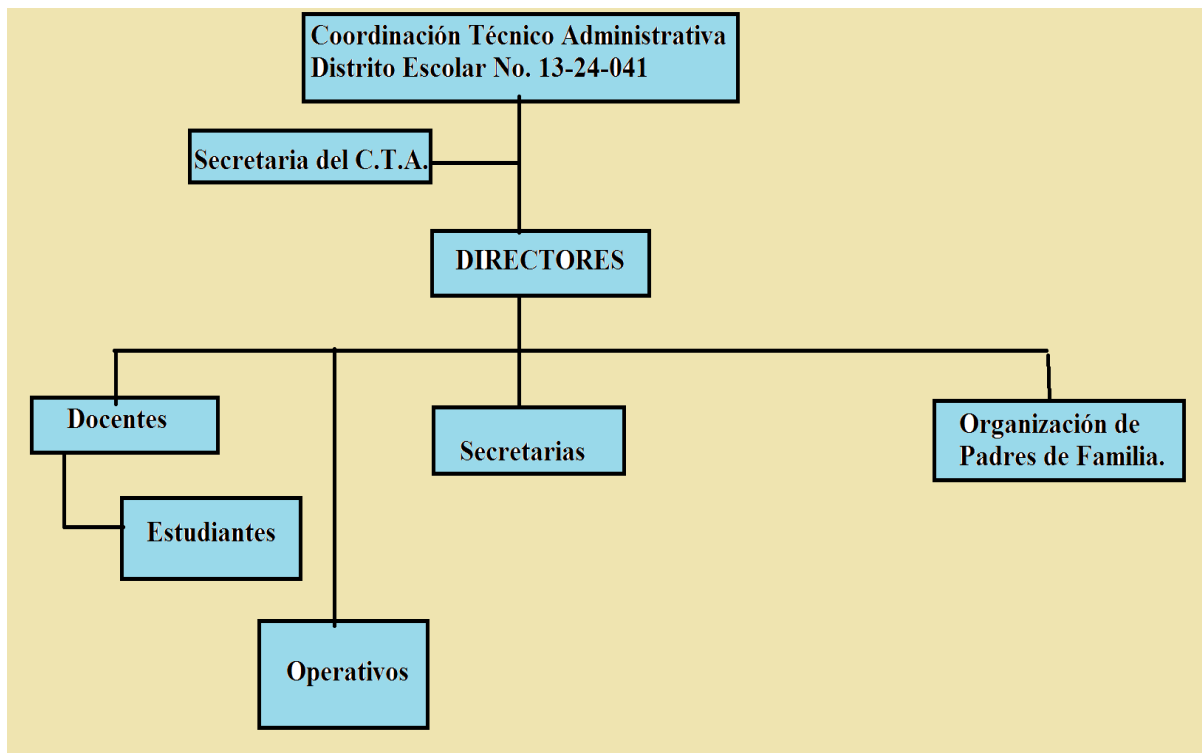 Coordinación Técnico Administrativa
Distrito Escolar No. 13-24-041
Secretaria del C.T.A.
DIRECTORES
Docentes
Secretarias
Organización de
Padres de Familia.
Estudiantes
Operativos